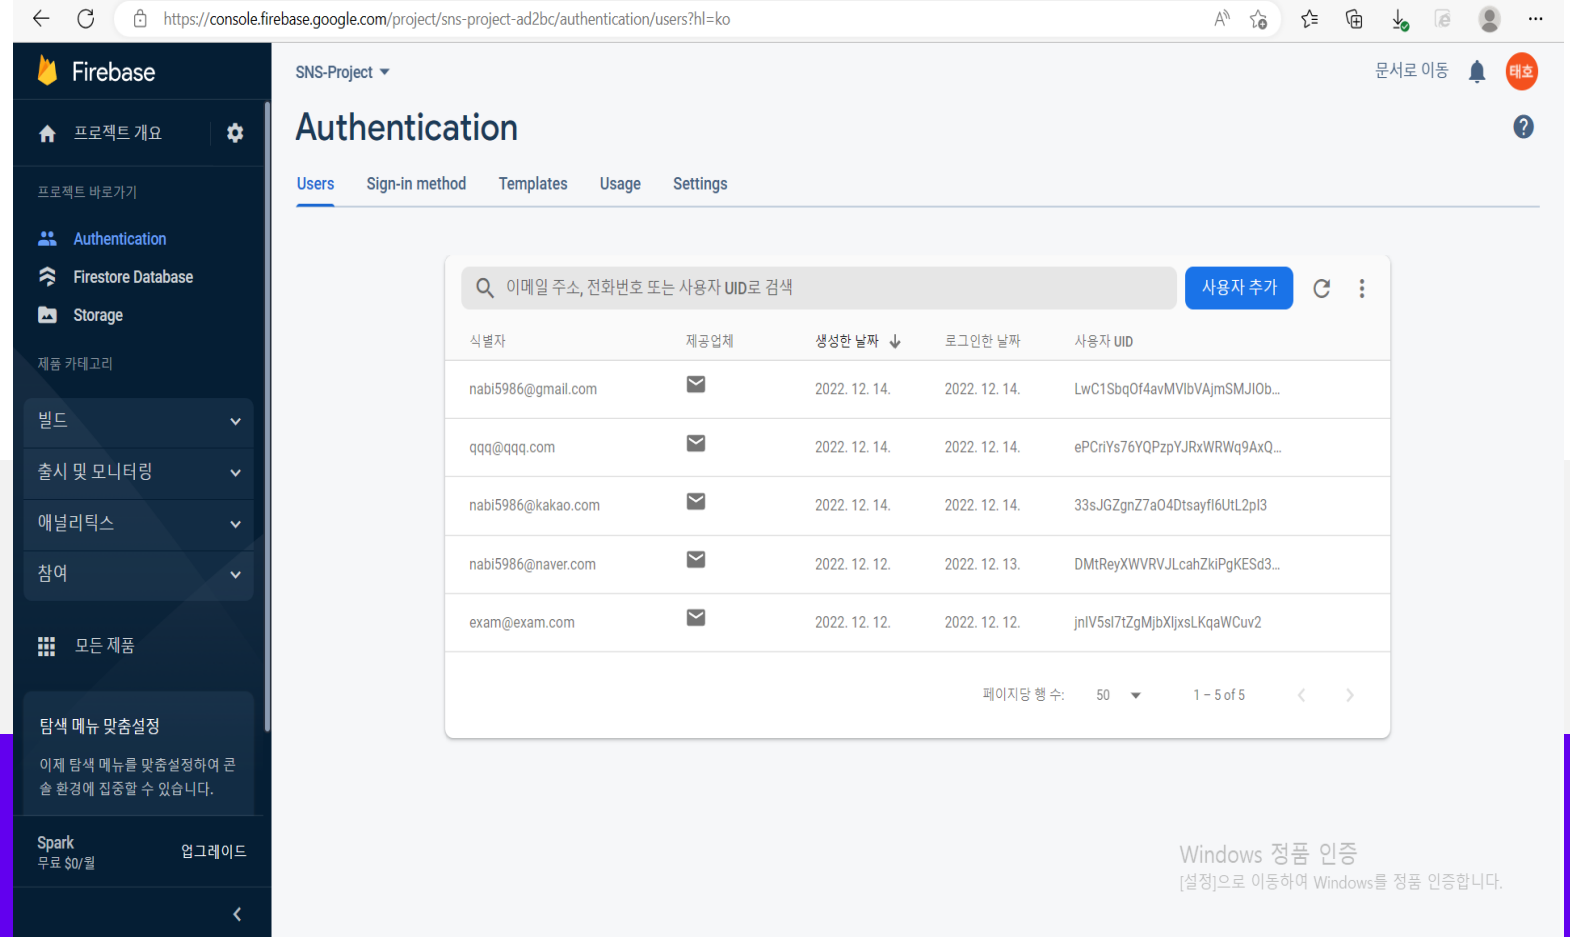 https://console.firebase.google.com/project/sns-project-ad2bc/authentication/users?hl=ko
Firebase
프로젝트 개요
프로젝트 바로가기
Authentication
Firestore Database
Storage
제품 카테고리
빌드
출시 및 모니터링
애널리틱스
참여
모든 제품
탐색 메뉴 맞춤설정
이제 탐색 메뉴를 맞춤설정하여 콘
솔 환경에 집중할 수 있습니다.
Spark
무료 $0/월
업그레이드
SNS-Project
문서로 이동
태호
Authentication
Users Sign-in method Templates Usage Settings
이메일 주소, 전화번호 또는 사용자 UID로 검색
사용자 추가
식별자 제공업체 생성한 날짜 로그인한 날짜 사용자 UID
nabi5986@gmail.com 2022. 12. 14. 2022. 12. 14. LwC1SbqOf4avMVIbVAjmSMJIOb...
qqq@qqq.com 2022. 12. 14. 2022. 12. 14. ePCriYs76YQPzpYJRxWRWq9AxQ...
nabi5986@kakao.com 2022. 12. 14. 2022. 12. 14. 33sJGZgnZ7aO4DtsayfI6UtL2pI3
nabi5986@naver.com 2022. 12. 12. 2022. 12. 13. DMtReyXWVRVJLcahZkiPgKESd3...
exam@exam.com 2022. 12. 12. 2022. 12. 12. jnIV5sI7tZgMjbXIjxsLKqaWCuv2
페이지당 행 수: 50 1 – 5 of 5
Windows 정품 인증
[설정]으로 이동하여 Windows를 정품 인증합니다.